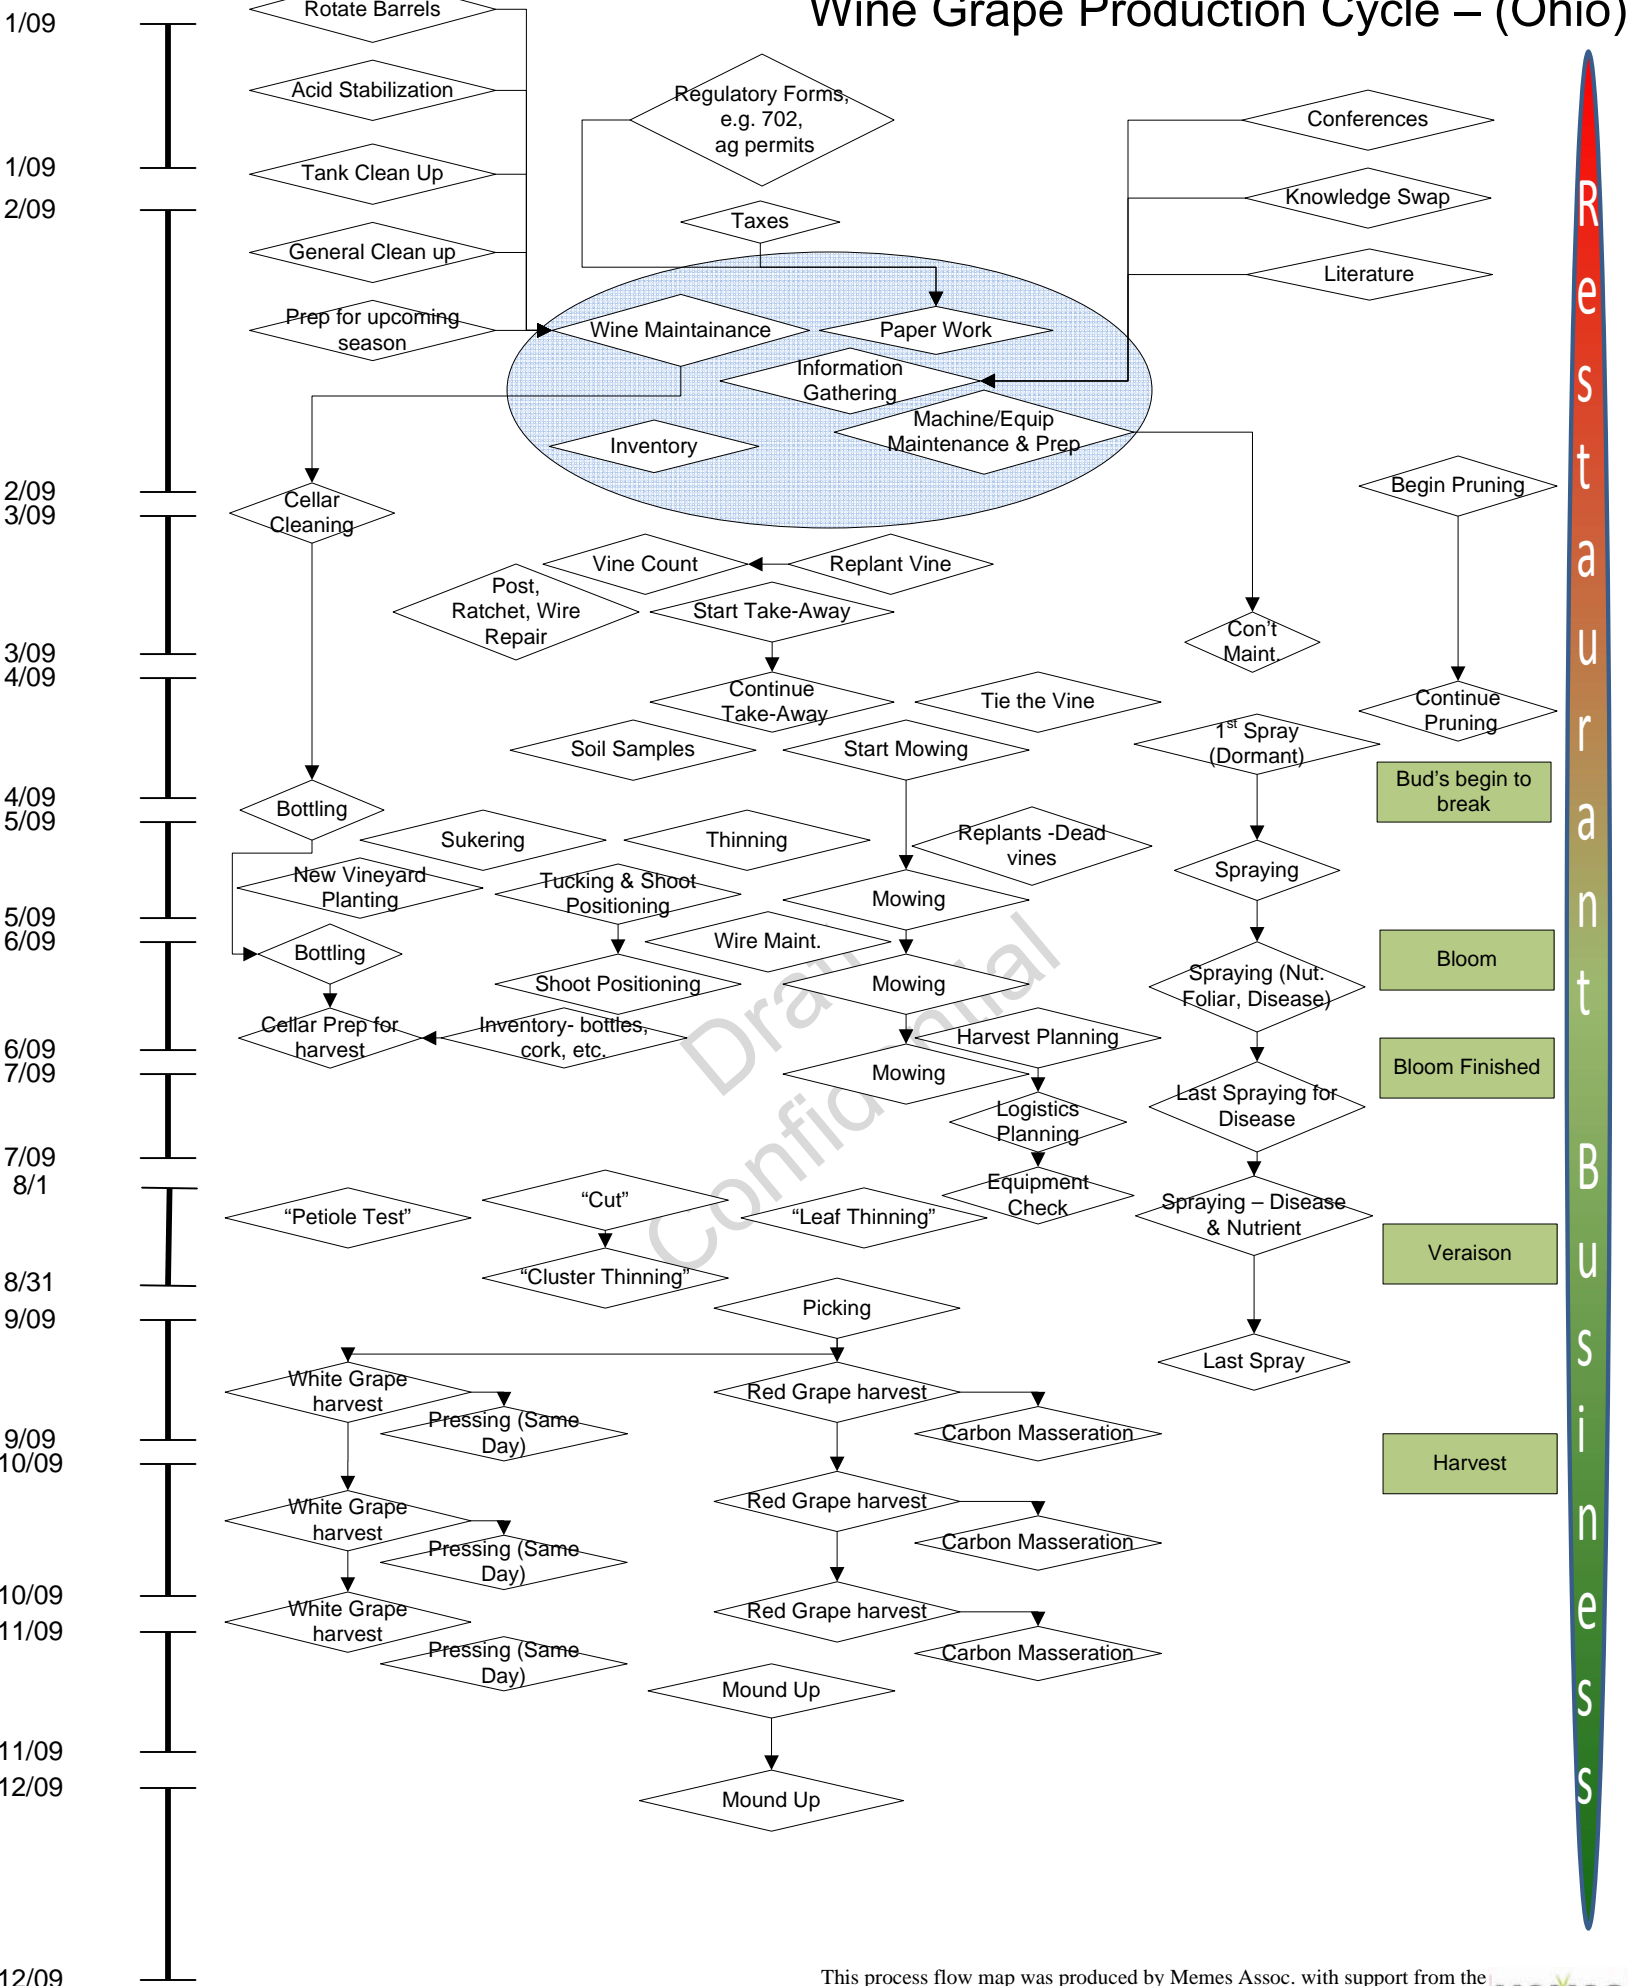 Wine Grape Production Cycle – (Ohio)
1/09
Rotate Barrels
Acid Stabilization
Regulatory Forms,
e.g. 702,
ag permits
Conferences
1/09
Tank Clean Up
2/09
Knowledge Swap
Taxes
General Clean up
Literature
Prep for upcoming
season
Wine Maintainance
Paper Work
Information
Gathering
Machine/Equip
Maintenance & Prep
Inventory
2/09
3/09
Cellar
Cleaning
Begin Pruning
Vine Count
Replant Vine
Post,
Ratchet, Wire
Repair
Start Take-Away
Con't
Maint.
3/09
4/09
Continue
Take-Away
Tie the Vine
Continue
Pruning
Soil Samples
Start Mowing
1st Spray
(Dormant)
Bud's begin to
break
4/09
5/09
Bottling
Sukering
Thinning
Replants -Dead
vines
Spraying
New Vineyard
Planting
Tucking & Shoot
Positioning
Mowing
5/09
6/09
Bottling
Wire Maint.
Bloom
Shoot Positioning
Mowing
Spraying (Nut.
Foliar, Disease)
Cellar Prep for
harvest
Inventory- bottles,
cork, etc.
Harvest Planning
6/09
7/09
Mowing
Bloom Finished
Logistics
Planning
Last Spraying for
Disease
7/09
8/1
Equipment
Check
"Petiole Test"
"Cut"
"Leaf Thinning"
Spraying – Disease
& Nutrient
Veraison
"Cluster Thinning"
8/31
9/09
Picking
Last Spray
White Grape
harvest
Red Grape harvest
Pressing (Same
Day)
Carbon Masseration
9/09
10/09
Harvest
White Grape
harvest
Red Grape harvest
Pressing (Same
Day)
Carbon Masseration
10/09
11/09
White Grape
harvest
Red Grape harvest
Pressing (Same
Day)
Carbon Masseration
Mound Up
11/09
12/09
Mound Up
12/09
Restaurant Business
Draft
Confidential
This process flow map was produced by Memes Assoc. with support from the